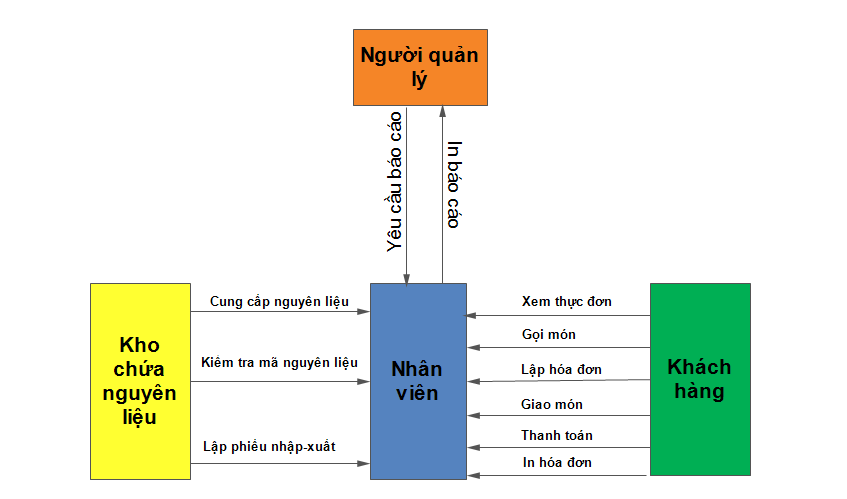 Người quản
lý
Yêu cầu báo cáo
In báo cáo
Kho
chứa
nguyên
liệu
Cung cấp nguyên liệu
Kiểm tra mã nguyên liệu
Lập phiếu nhập-xuất
Nhân
viên
Xem thực đơn
Gọi món
Lập hóa đơn
Giao món
Thanh toán
In hóa đơn
Khách
hàng